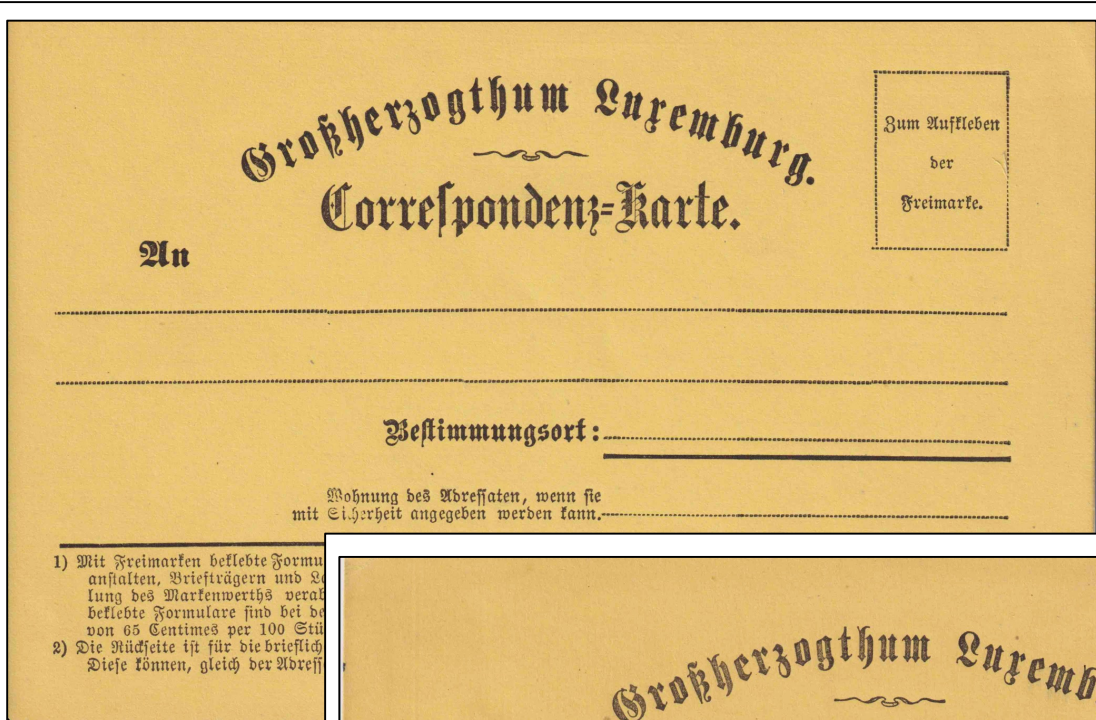 Großherzogthum Luxemburg.
Correspondenz=Karte.
Zum Aufkleben
der
Freimarke.
An
Bestimmungsort:
Wohnung des Adressaten, wenn sie
mit Sicherheit angegeben werden kann.
1) Mit Freimarken beklebte Formu
anstalten, Briefträgern und
lung des Markenwerths verab
beklebte Formulare sind bei de
von 65 Centimes per 100 Stü
2) Die Rückseite ist für die brieflich
Diese können, gleich der Adress
Großherzogthum Luxemb